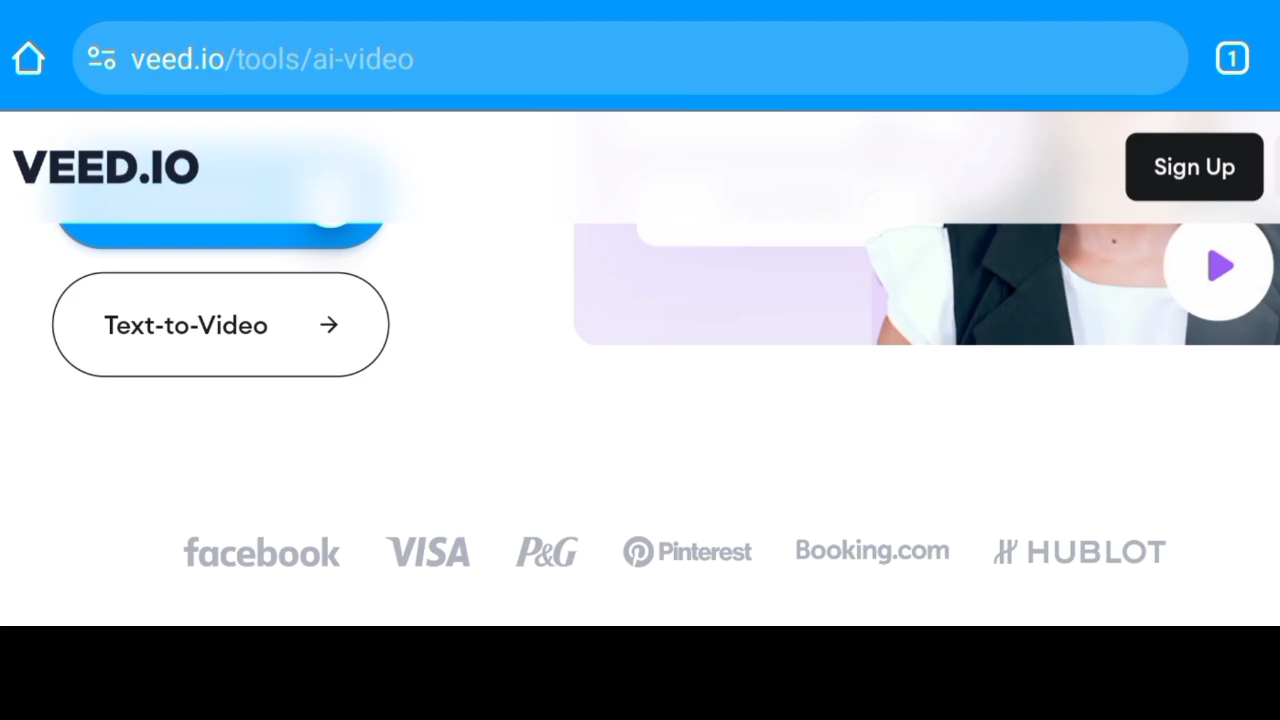 veed.io/tools/ai-video
1
VEED.IO
Sign Up
Text-to-Video
facebook VISA P&G Pinterest Booking.com HUBLOT